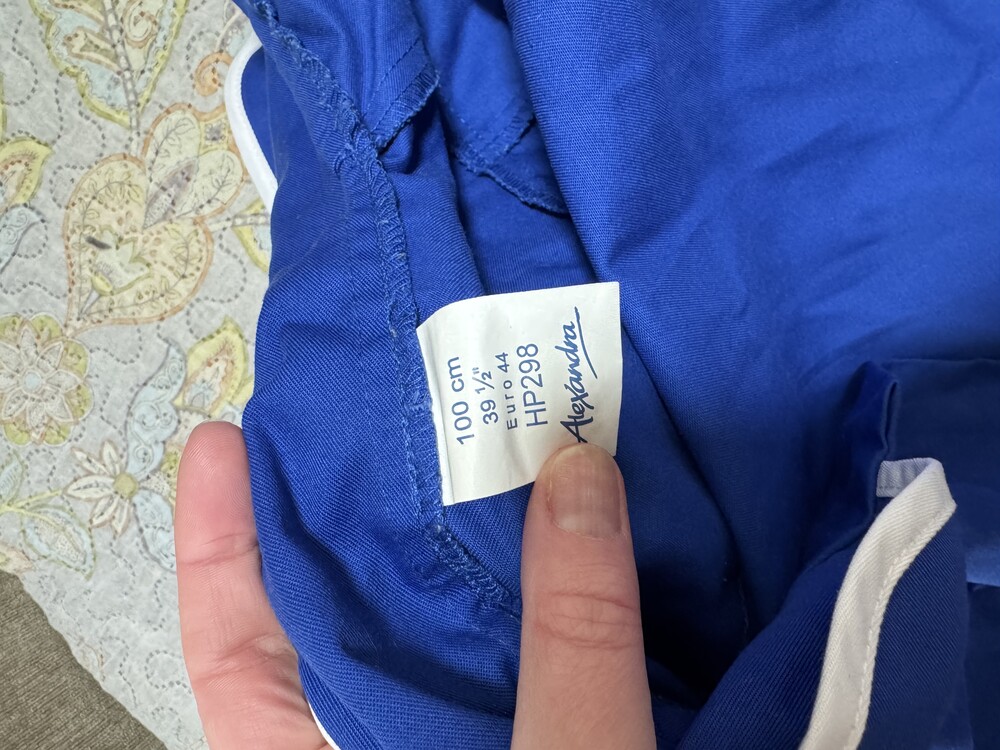 100 cm
39 ½"
Euro 44
HP298
Alexandra